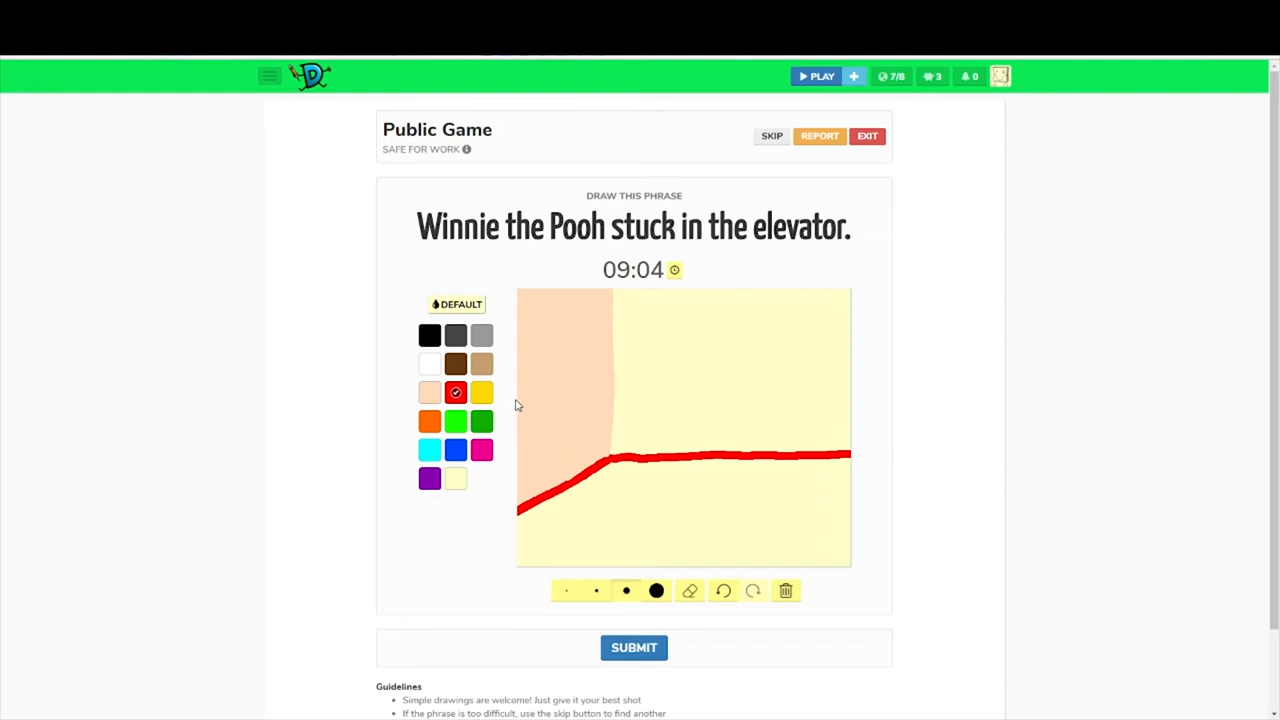 PLAY
7/8
3
0
Public Game
SAFE FOR WORK
SKIP
REPORT
EXIT
DRAW THIS PHRASE
Winnie the Pooh stuck in the elevator.
09:04
DEFAULT
SUBMIT
Guidelines
Simple drawings are welcome! Just give it your best shot
If the phrase is too difficult, use the skip button to find another